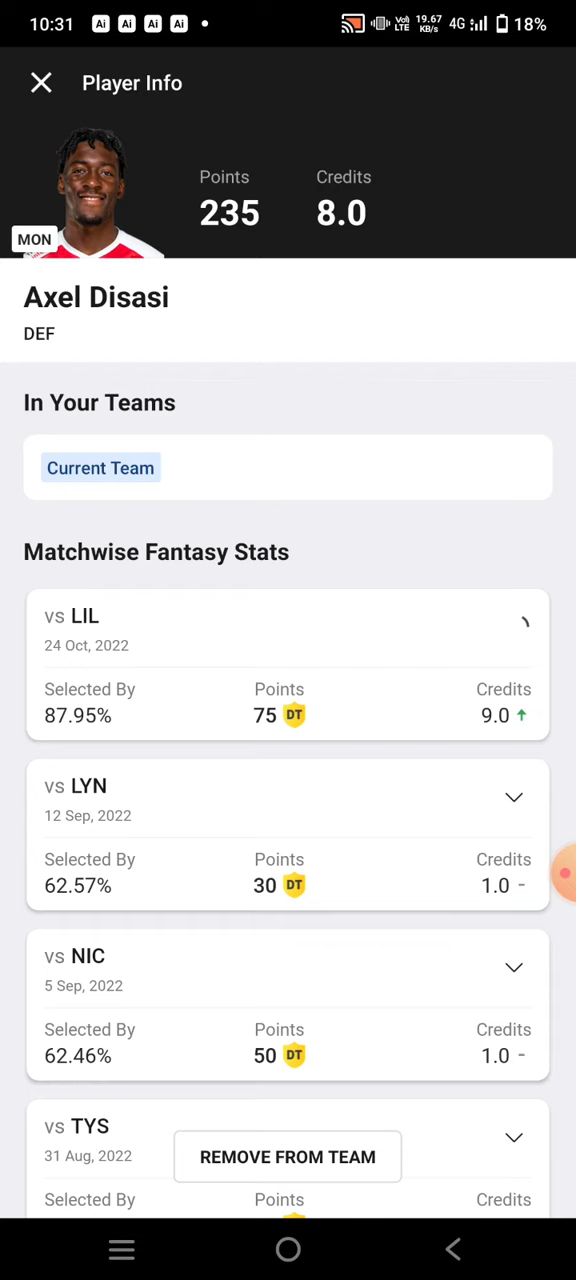 10:31 Ai Ai Ai Ai Vo) LTE 19.67 KB/s 4G 18%
Player Info
Points Credits
235 8.0
MON
Axel Disasi
DEF
In Your Teams
Current Team
Matchwise Fantasy Stats
vs LIL
24 Oct, 2022
Selected By Points Credits
87.95% 75 DT 9.0
vs LYN
12 Sep, 2022
Selected By Points Credits
62.57% 30 DT 1.0 -
vs NIC
5 Sep, 2022
Selected By Points Credits
62.46% 50 DT 1.0 -
vs TYS
31 Aug, 2022
REMOVE FROM TEAM
Selected By Points Credits